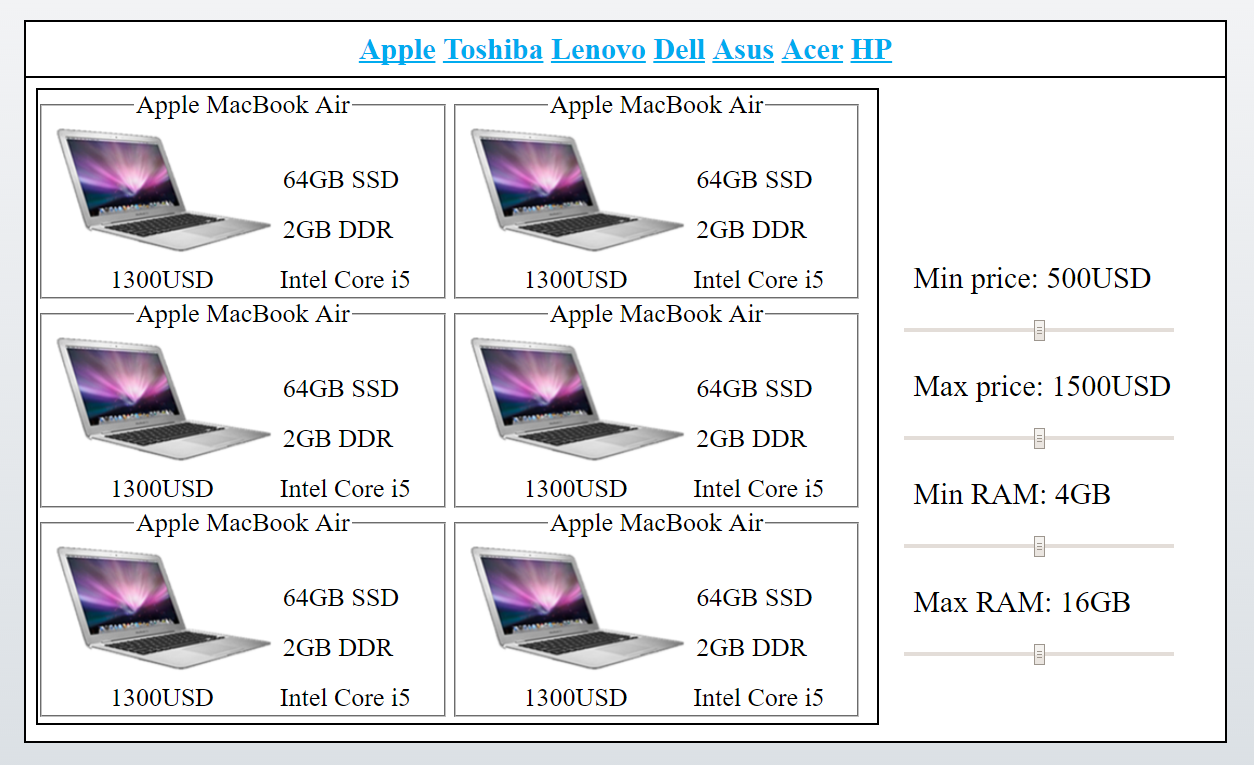 Apple Toshiba Lenovo Dell Asus Acer HP
Apple MacBook Air
64GB SSD
2GB DDR
1300USD
Intel Core i5
Apple MacBook Air
64GB SSD
2GB DDR
1300USD
Intel Core i5
Apple MacBook Air
64GB SSD
2GB DDR
1300USD
Intel Core i5
Apple MacBook Air
64GB SSD
2GB DDR
1300USD
Intel Core i5
Apple MacBook Air
64GB SSD
2GB DDR
1300USD
Intel Core i5
Apple MacBook Air
64GB SSD
2GB DDR
1300USD
Intel Core i5
Min price: 500USD
Max price: 1500USD
Min RAM: 4GB
Max RAM: 16GB